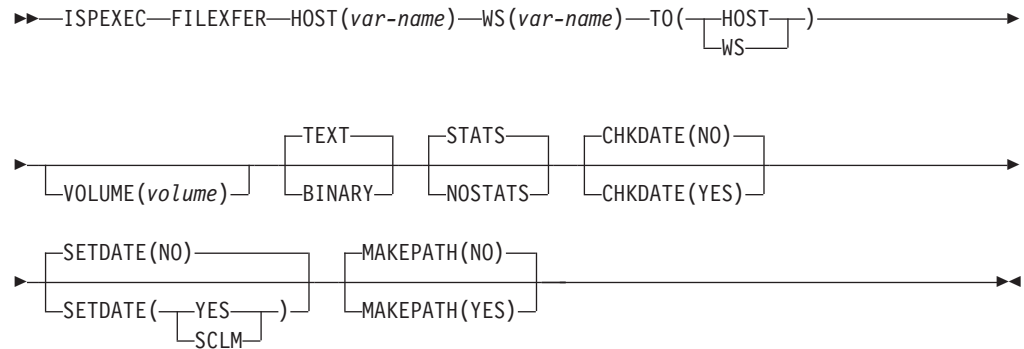 ISPEXEC FILEXFER HOST(var-name) WS(var-name) TO( HOST )
WS
TEXT STATS CHKDATE(NO)
VOLUME(volume) BINARY NOSTATS CHKDATE(YES)
SETDATE(NO) MAKEPATH(NO)
SETDATE( YES ) MAKEPATH(YES)
SCLM